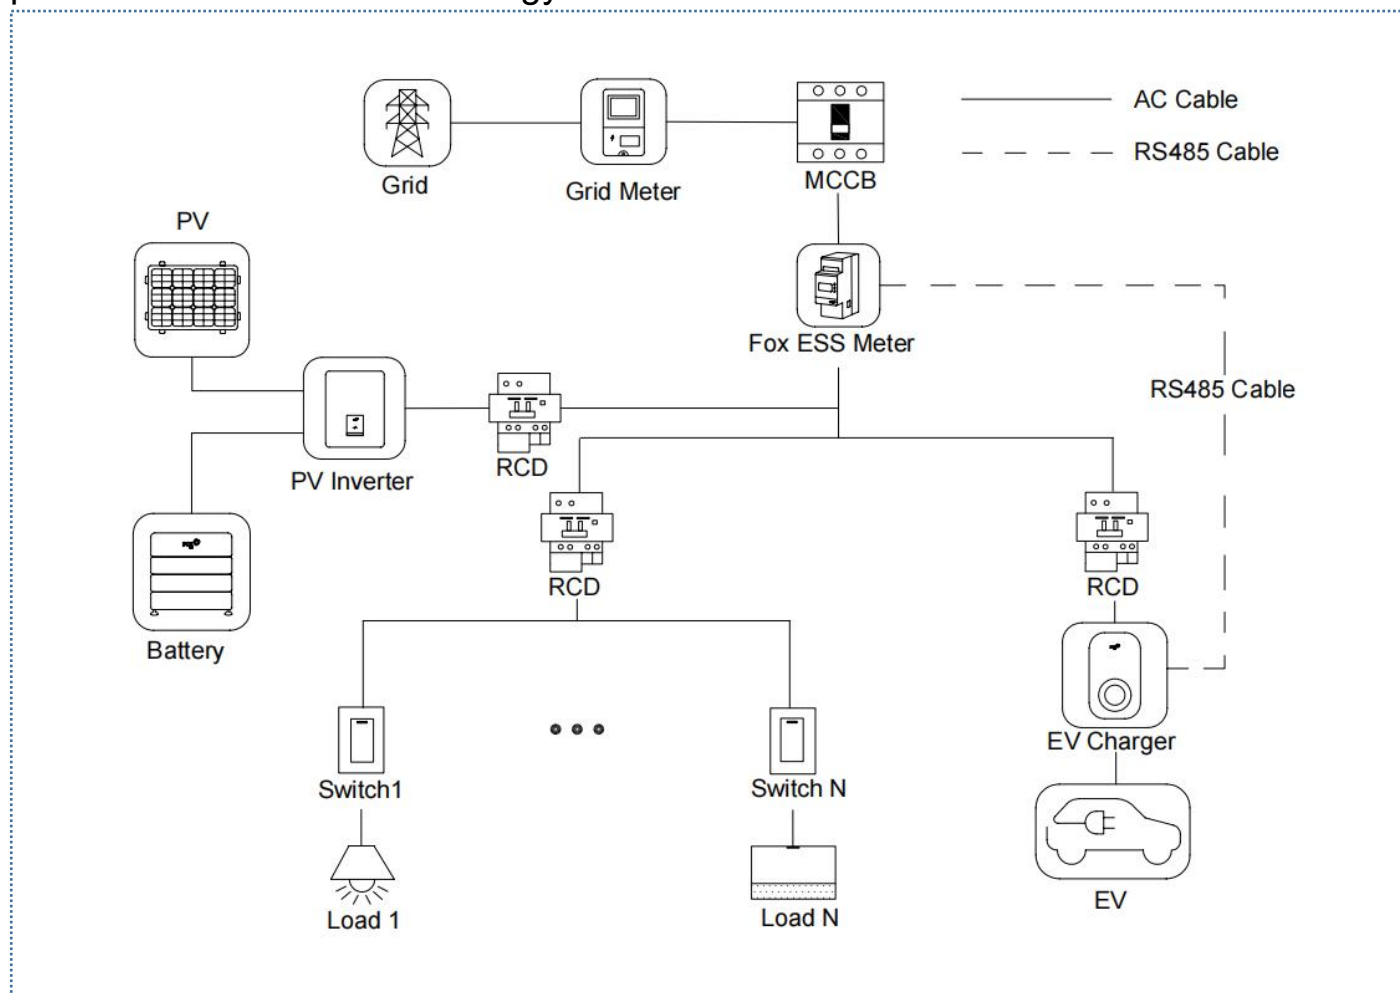 Grid
Grid Meter
MCCB
AC Cable
RS485 Cable
PV
Fox ESS Meter
RS485 Cable
PV Inverter
RCD
RCD
RCD
Battery
Switch1
Switch N
EV Charger
Load 1
Load N
EV